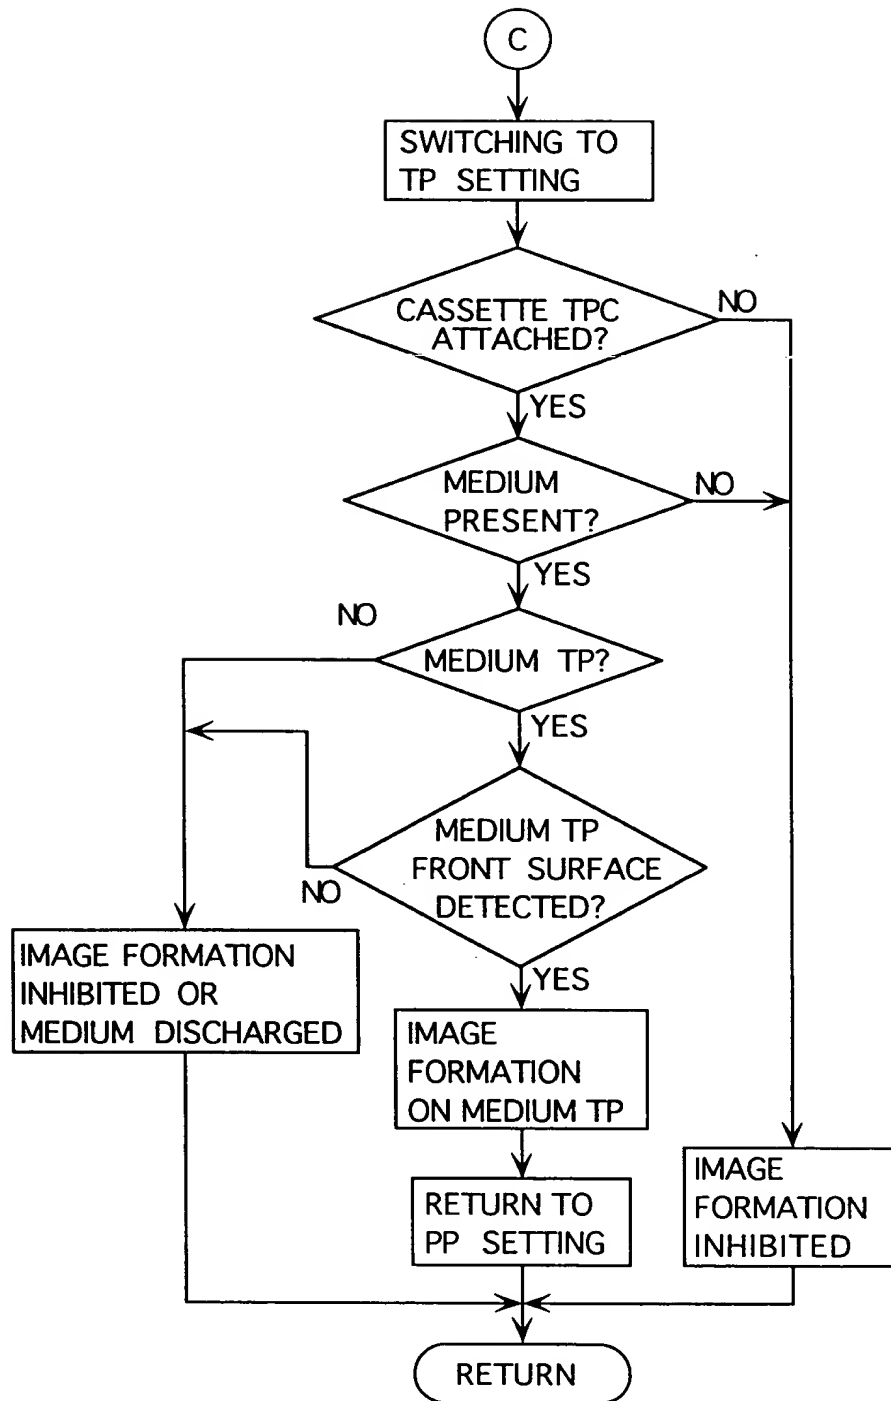 C
SWITCHING TO
TP SETTING
CASSETTE TPC
ATTACHED?
NO
YES
MEDIUM
PRESENT?
NO
YES
NO
MEDIUM TP?
YES
MEDIUM TP
FRONT SURFACE
DETECTED?
NO
YES
IMAGE FORMATION
INHIBITED OR
MEDIUM DISCHARGED
IMAGE
FORMATION
ON MEDIUM TP
RETURN TO
PP SETTING
IMAGE
FORMATION
INHIBITED
RETURN